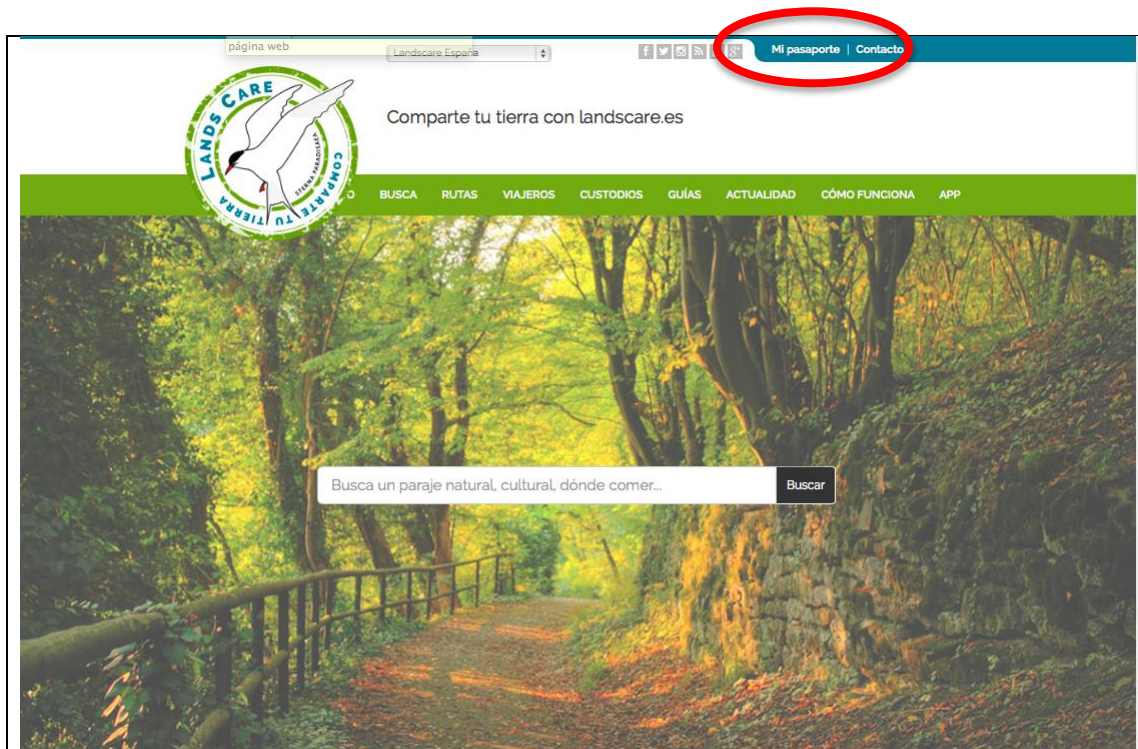 página web
Landscare España
Mi pasaporte | Contacto
LANDS CARE
COMPARTE TU TIERRA
STERNA PARADISAEA
Comparte tu tierra con landscare.es
BUSCA RUTAS VIAJEROS CUSTODIOS GUÍAS ACTUALIDAD CÓMO FUNCIONA APP
Busca un paraje natural, cultural, dónde comer... Buscar